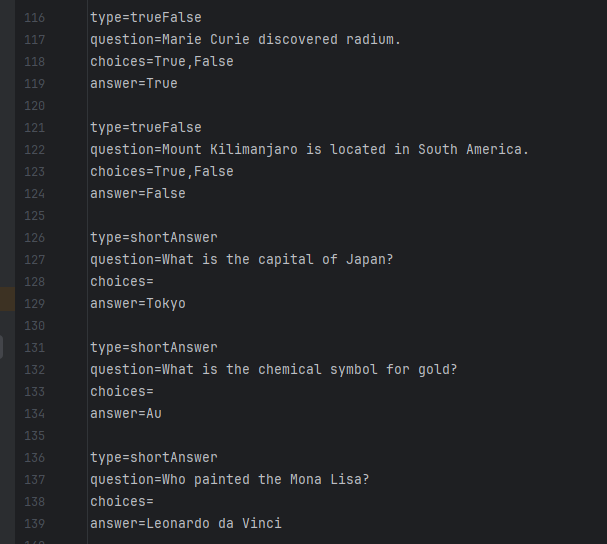 116 type=trueFalse
117 question=Marie Curie discovered radium.
118 choices=True,False
119 answer=True
120
121 type=trueFalse
122 question=Mount Kilimanjaro is located in South America.
123 choices=True,False
124 answer=False
125
126 type=shortAnswer
127 question=What is the capital of Japan?
128 choices=
129 answer=Tokyo
130
131 type=shortAnswer
132 question=What is the chemical symbol for gold?
133 choices=
134 answer=Au
135
136 type=shortAnswer
137 question=Who painted the Mona Lisa?
138 choices=
139 answer=Leonardo da Vinci